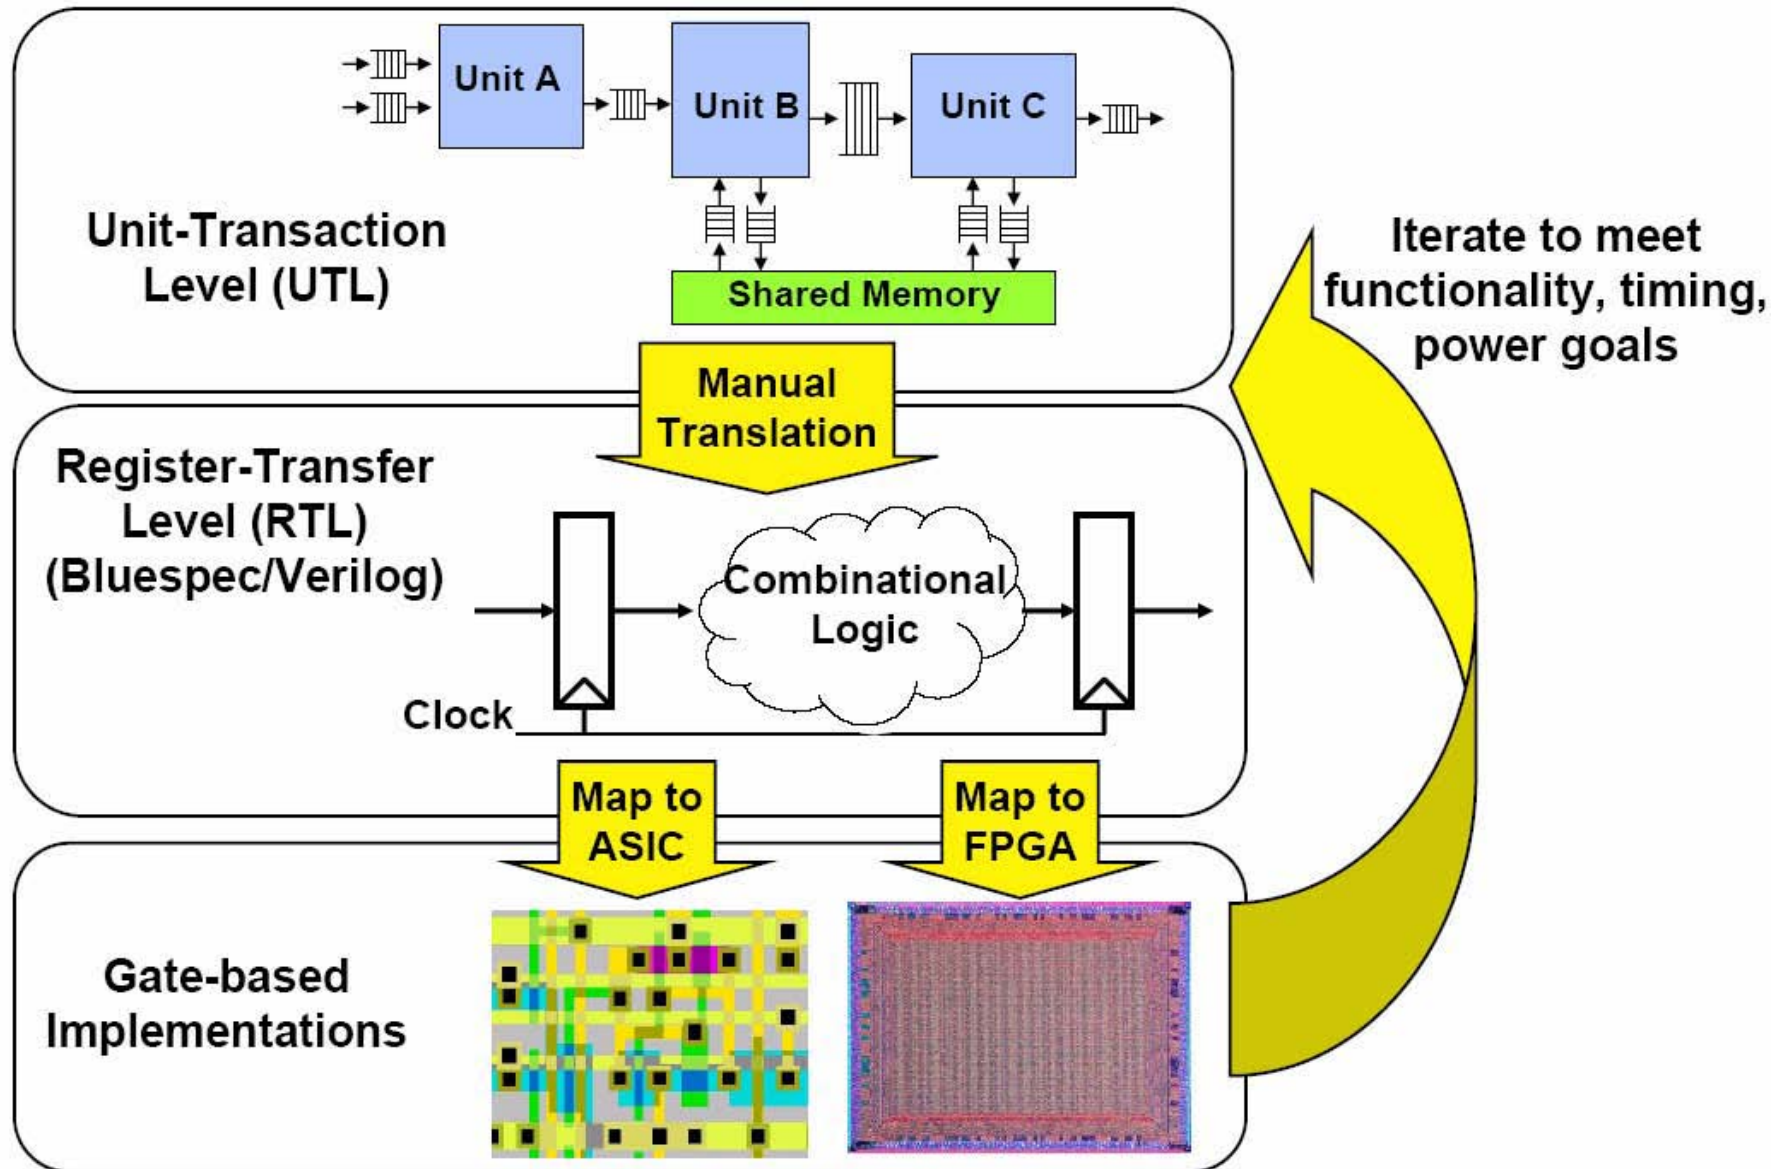 Unit A
Unit B
Unit C
Unit-Transaction
Level (UTL)
Shared Memory
Iterate to meet
functionality, timing,
power goals
Manual
Translation
Register-Transfer
Level (RTL)
(Bluespec/Verilog)
Combinational
Logic
Clock
Map to
ASIC
Map to
FPGA
Gate-based
Implementations